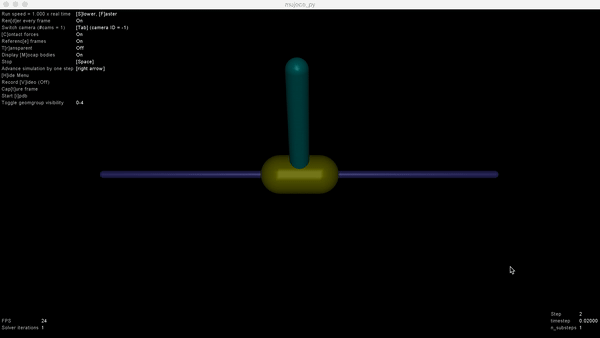 mujoco_py
Run speed = 1.000 x real time [S]lower, [F]aster
Ren[d]er every frame On
Switch camera (#cams = 1) [Tab] (camera ID = -1)
[C]ontact forces On
Referenc[e] frames On
T[r]ansparent Off
Display [M]ocap bodies On
Stop [Space]
Advance simulation by one step [right arrow]
[H]ide Menu
Record [V]ideo (Off)
Cap[t]ure frame
Start [i]pdb
Toggle geomgroup visibility 0-4
FPS 24
Solver iterations 1
Step 2
timestep 0.02000
n_substeps 1